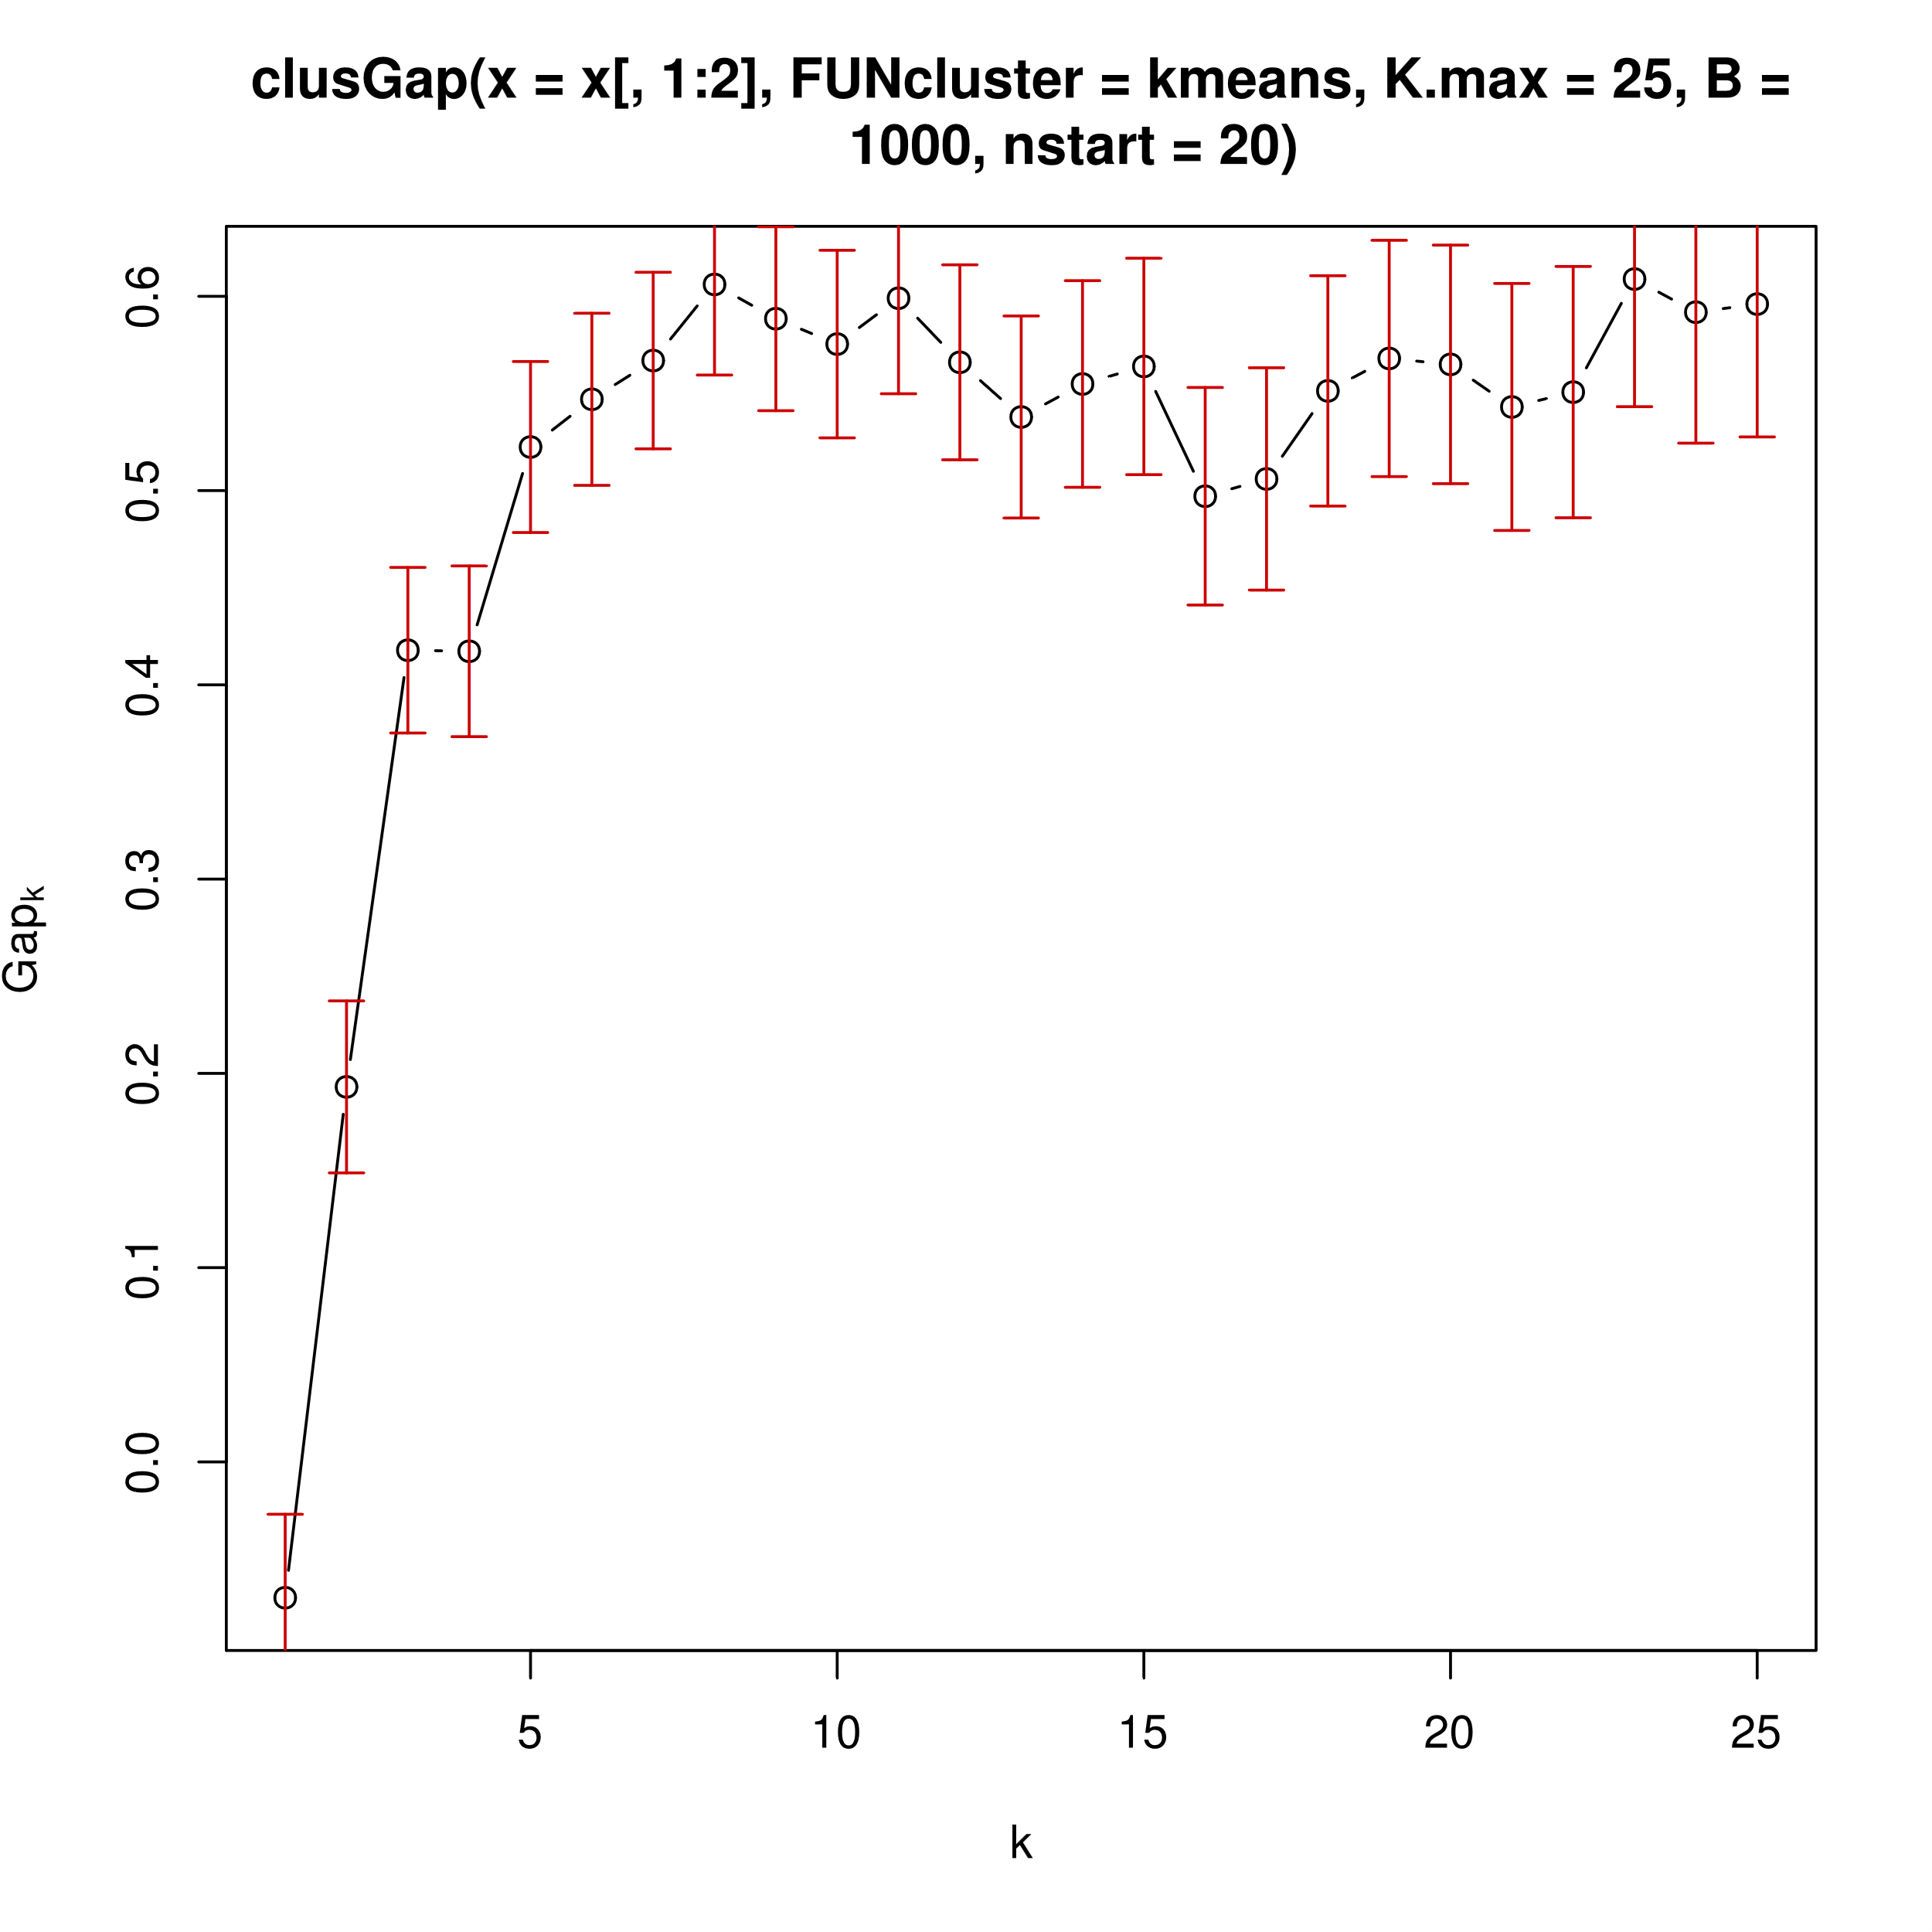 clusGap(x = x[, 1:2], FUNcluster = kmeans, K.max = 25, B =
1000, nstart = 20)
0.6
0.5
0.4
0.3
0.2
0.1
0.0
Gapk
5 10 15 20 25
k